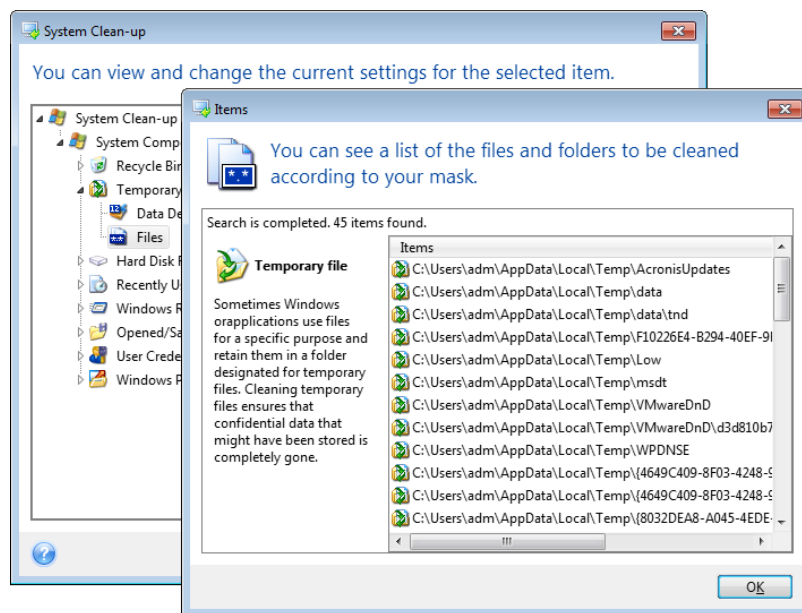 System Clean-up
You can view and change the current settings for the selected item.
System Clean-up
System Comp
Recycle Bin
Temporary
Data De
Files
Hard Disk F
Recently U
Windows R
Opened/Sa
User Crede
Windows P
Items
You can see a list of the files and folders to be cleaned
according to your mask.
Search is completed. 45 items found.
Temporary file
Sometimes Windows
orapplications use files
for a specific purpose and
retain them in a folder
designated for temporary
files. Cleaning temporary
files ensures that
confidential data that
might have been stored is
completely gone.
Items
C:\Users\adm\AppData\Local\Temp\AcronisUpdates
C:\Users\adm\AppData\Local\Temp\data
C:\Users\adm\AppData\Local\Temp\data\tnd
C:\Users\adm\AppData\Local\Temp\F10226E4-B294-40EF-9
C:\Users\adm\AppData\Local\Temp\Low
C:\Users\adm\AppData\Local\Temp\msdt
C:\Users\adm\AppData\Local\Temp\VMwareDnD
C:\Users\adm\AppData\Local\Temp\VMwareDnD\d3d810b7
C:\Users\adm\AppData\Local\Temp\WPDNSE
C:\Users\adm\AppData\Local\Temp\{4649C409-8F03-4248-9
C:\Users\adm\AppData\Local\Temp\{4649C409-8F03-4248-9
C:\Users\adm\AppData\Local\Temp\{8032DEA8-A045-4EDE-
OK